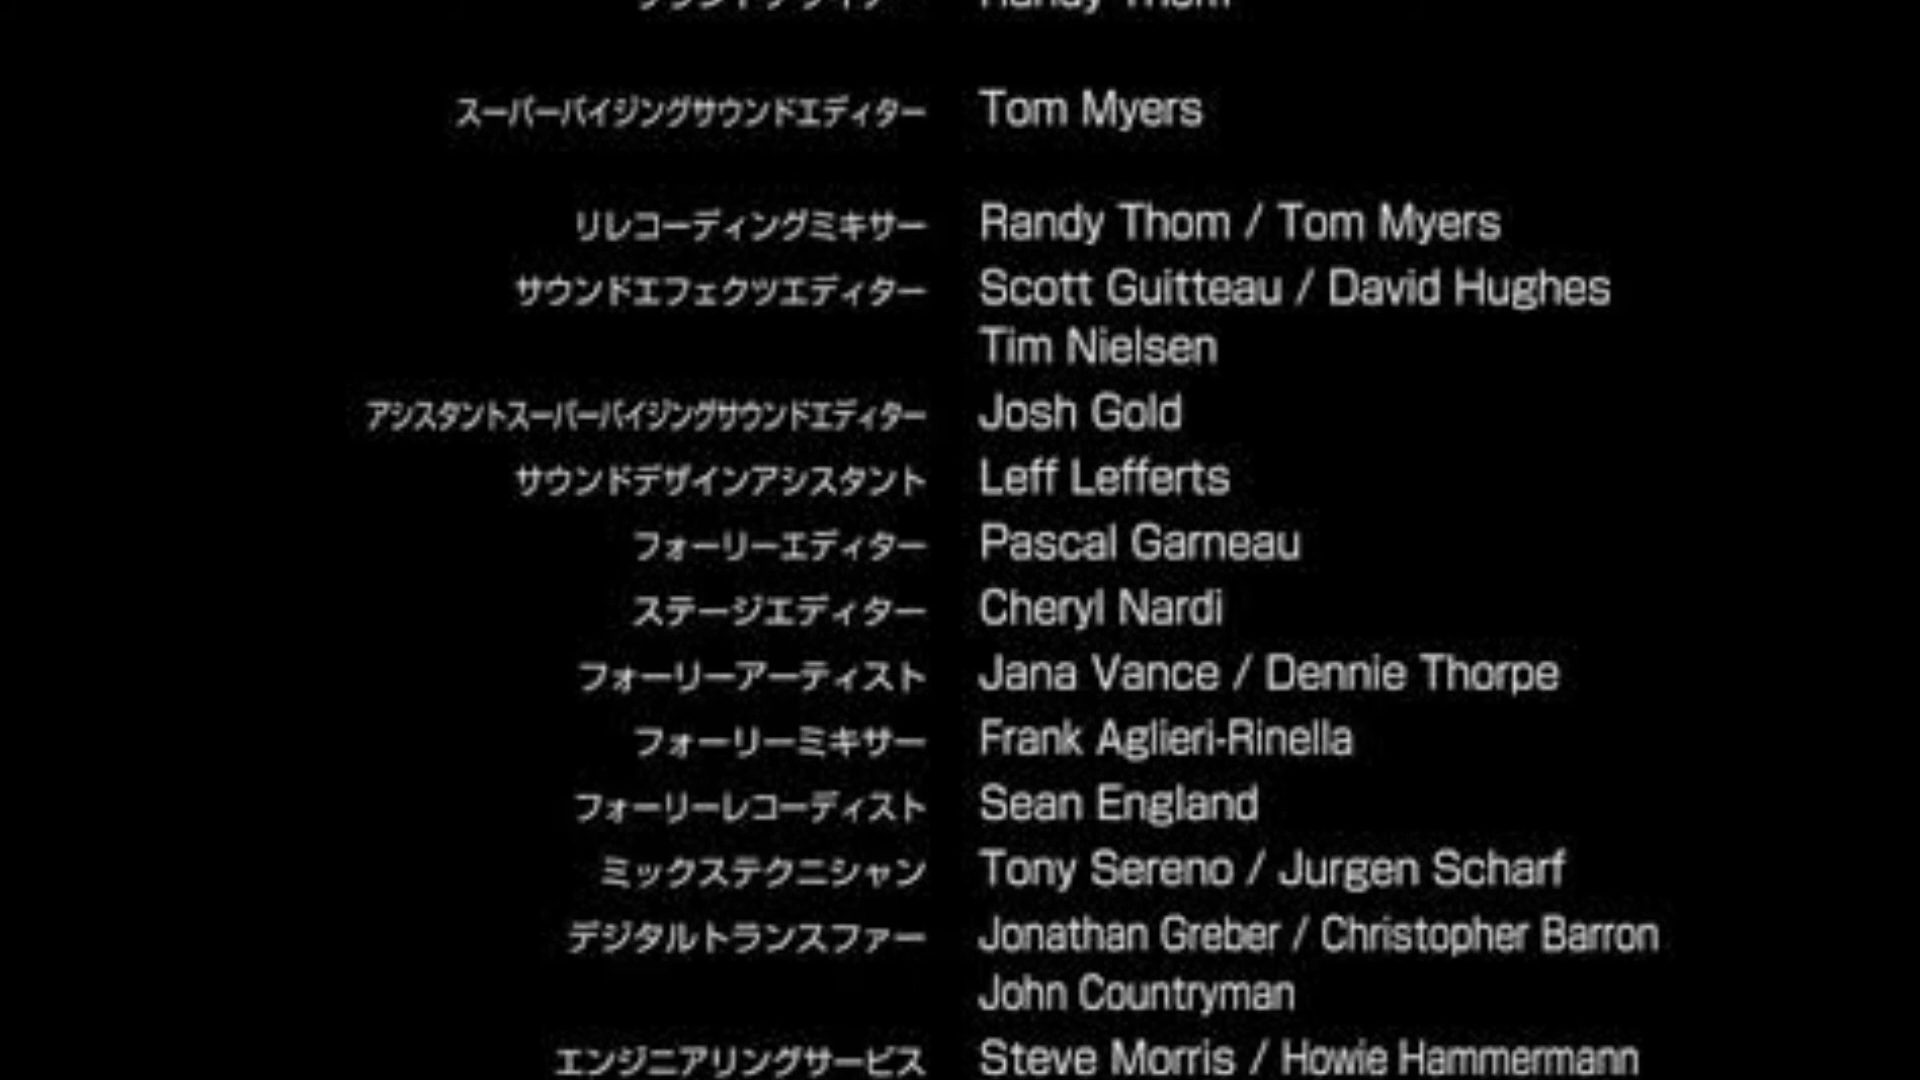 サウンドデザイナー Randy Thom
スーパーバイジングサウンドエディター Tom Myers
リレコーディングミキサー Randy Thom / Tom Myers
サウンドエフェクツエディター Scott Guitteau / David Hughes
Tim Nielsen
アシスタントスーパーバイジングサウンドエディター Josh Gold
サウンドデザインアシスタント Leff Lefferts
フォーリーエディター Pascal Garneau
ステージエディター Cheryl Nardi
フォーリーアーティスト Jana Vance / Dennie Thorpe
フォーリーミキサー Frank Aglieri-Rinella
フォーリーレコーディスト Sean England
ミックステクニシャン Tony Sereno / Jurgen Scharf
デジタルトランスファー Jonathan Greber / Christopher Barron
John Countryman
エンジニアリングサービス Steve Morris / Howie Hammermann